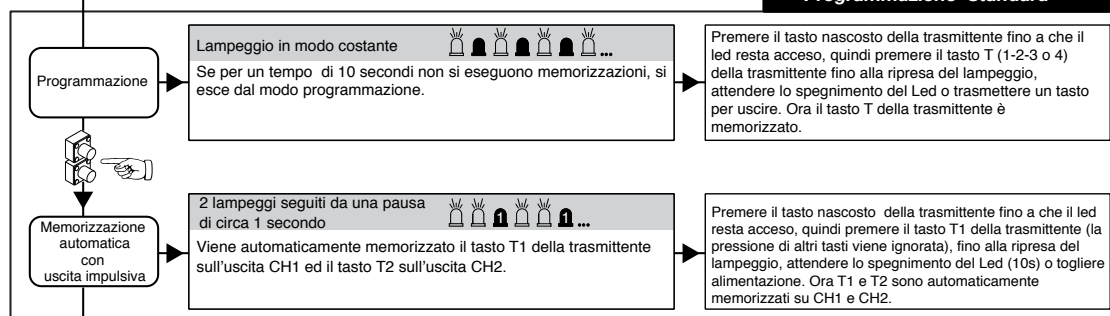 Programmazione Standard
Programmazione
Lampeggio in modo costante
...
Se per un tempo di 10 secondi non si eseguono memorizzazioni, si
esce dal modo programmazione.
Premere il tasto nascosto della trasmittente fino a che il
led resta acceso, quindi premere il tasto T (1-2-3 o 4)
della trasmittente fino alla ripresa del lampeggio,
attendere lo spegnimento del Led o trasmettere un tasto
per uscire. Ora il tasto T della trasmittente è
memorizzato.
Memorizzazione
automatica
con
uscita impulsiva
2 lampeggi seguiti da una pausa
di circa 1 secondo
1 1 ...
Viene automaticamente memorizzato il tasto T1 della trasmittente
sull'uscita CH1 ed il tasto T2 sull'uscita CH2.
Premere il tasto nascosto della trasmittente fino a che il led
resta acceso, quindi premere il tasto T1 della trasmittente (la
pressione di altri tasti viene ignorata), fino alla ripresa del
lampeggio, attendere lo spegnimento del Led (10s) o togliere
alimentazione. Ora T1 e T2 sono automaticamente
memorizzati su CH1 e CH2.